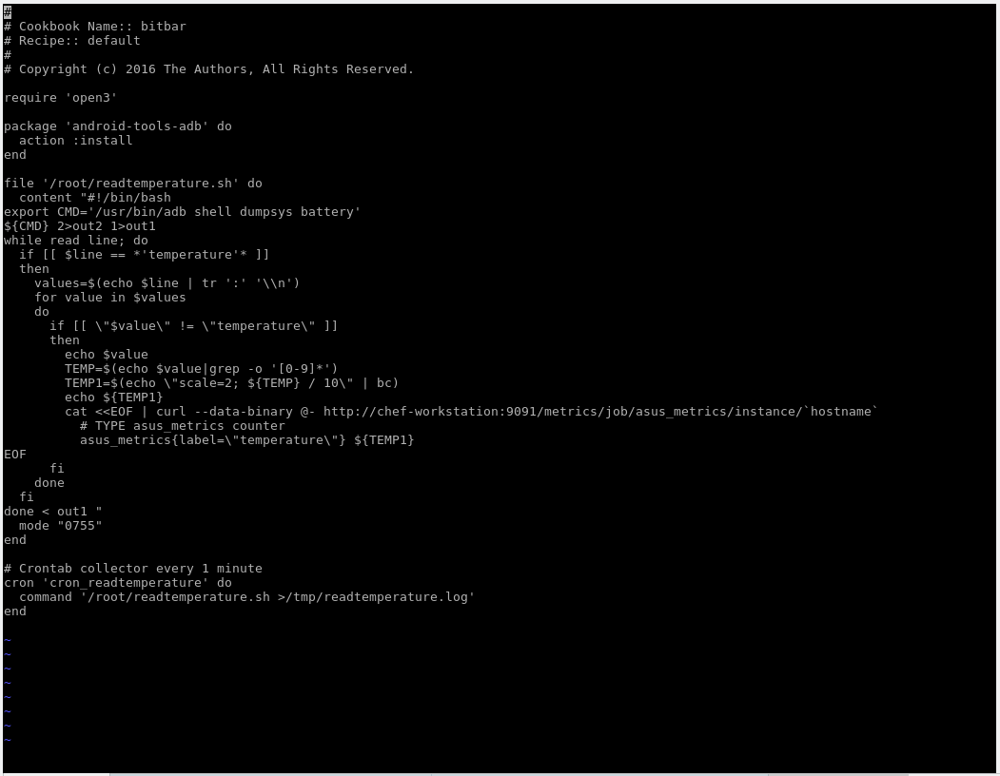 #
# Cookbook Name:: bitbar
# Recipe:: default
#
# Copyright (c) 2016 The Authors, All Rights Reserved.

require 'open3'

package 'android-tools-adb' do
  action :install
end

file '/root/readtemperature.sh' do
  content "#!/bin/bash
export CMD='/usr/bin/adb shell dumpsys battery'
${CMD} 2>out2 1>out1
while read line; do
  if [[ $line == *'temperature'* ]]
  then
    values=$(echo $line | tr ':' '\\n')
    for value in $values
    do
      if [[ \"$value\" != \"temperature\" ]]
      then
        echo $value
        TEMP=$(echo $value|grep -o '[0-9]*')
        TEMP1=$(echo \"scale=2; ${TEMP} / 10\" | bc)
        echo ${TEMP1}
        cat <<EOF | curl --data-binary @- http://chef-workstation:9091/metrics/job/asus_metrics/instance/`hostname`
          # TYPE asus_metrics counter
          asus_metrics{label=\"temperature\"} ${TEMP1}
EOF
      fi
    done
  fi
done < out1 "
  mode "0755"
end

# Crontab collector every 1 minute
cron 'cron_readtemperature' do
  command '/root/readtemperature.sh >/tmp/readtemperature.log'
end

~
~
~
~
~
~
~
~